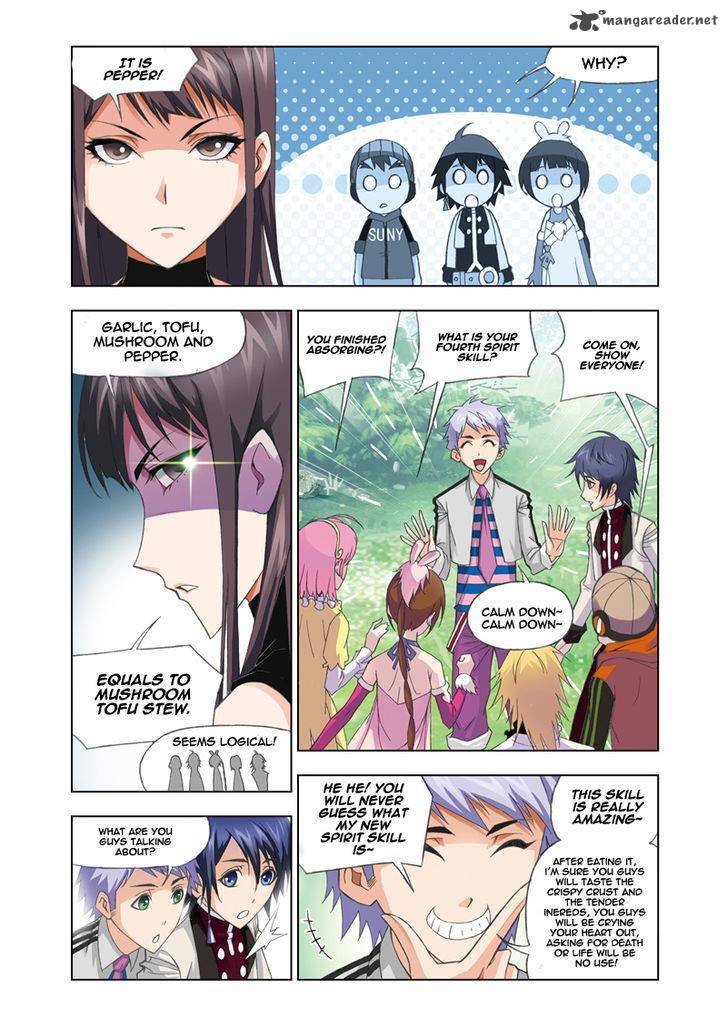 mangareader.net
IT IS
PEPPER!
WHY?
SUNY
GARLIC, TOFU,
MUSHROOM AND
PEPPER.
EQUALS TO
MUSHROOM
TOFU STEW.
SEEMS LOGICAL!
YOU FINISHED
ABSORBING?!
WHAT IS YOUR
FOURTH SPIRIT
SKILL?
COME ON,
SHOW
EVERYONE!
CALM DOWN~
CALM DOWN~
WHAT ARE YOU
GUYS TALKING
ABOUT?
HE HE! YOU
WILL NEVER
GUESS WHAT
MY NEW
SPIRIT SKILL
IS~
THIS SKILL
IS REALLY
AMAZING~
AFTER EATING IT,
I'M SURE YOU GUYS
WILL TASTE THE
CRISPY CRUST AND
THE TENDER
INEREDS, YOU GUYS
WILL BE CRYING
YOUR HEART OUT,
ASKING FOR DEATH
OR LIFE WILL BE
NO USE!